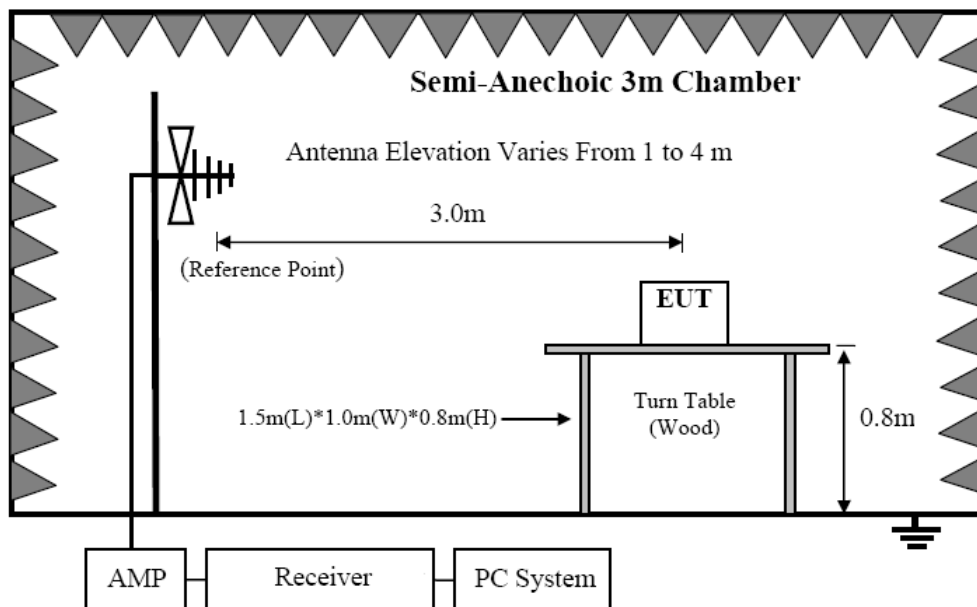 Semi-Anechoic 3m Chamber
Antenna Elevation Varies From 1 to 4 m
3.0m
(Reference Point)
EUT
1.5m(L)*1.0m(W)*0.8m(H)
Turn Table
(Wood)
0.8m
AMP
Receiver
PC System